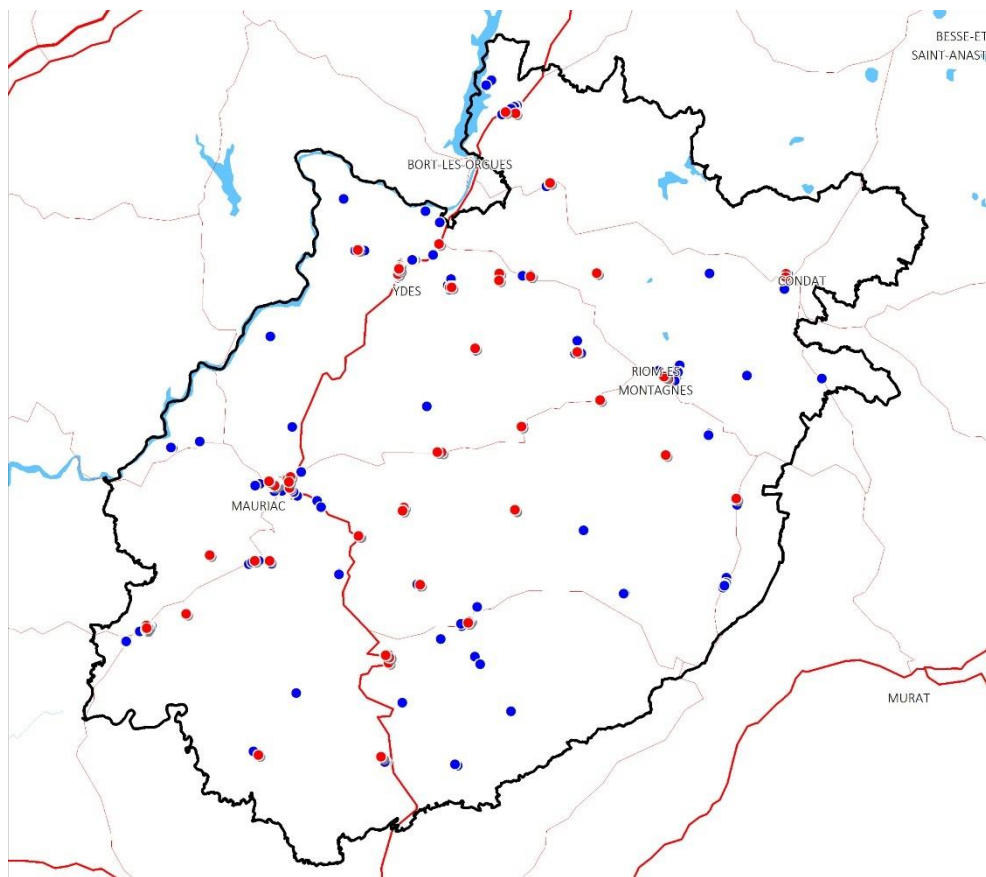 BESSE-ET
SAINT-ANAST
BORT-LES-ORGUES
YDES
CONDAT
RIOM-ES
MONTAGNES
MAURIAC
MURAT